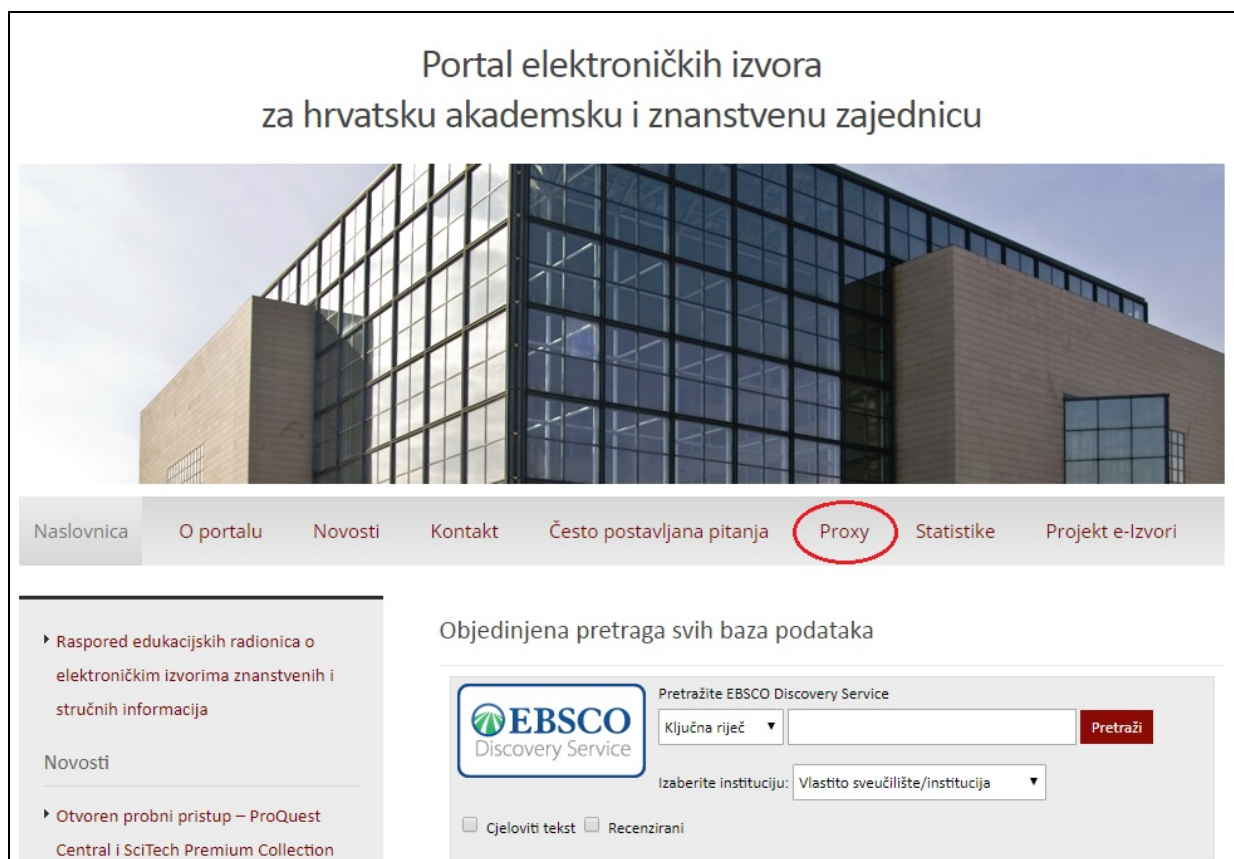 Portal elektroničkih izvora
za hrvatsku akademsku i znanstvenu zajednicu
Naslovnica O portalu Novosti Kontakt Često postavljana pitanja Proxy Statistike Projekt e-Izvori
Raspored edukacijskih radionica o
elektroničkim izvorima znanstvenih i
stručnih informacija
Novosti
Otvoren probni pristup – ProQuest
Central i SciTech Premium Collection
Objedinjena pretraga svih baza podataka
EBSCO
Discovery Service
Pretražite EBSCO Discovery Service
Ključna riječ Pretraži
Izaberite instituciju: Vlastito sveučilište/institucija
Cjeloviti tekst Recenzirani